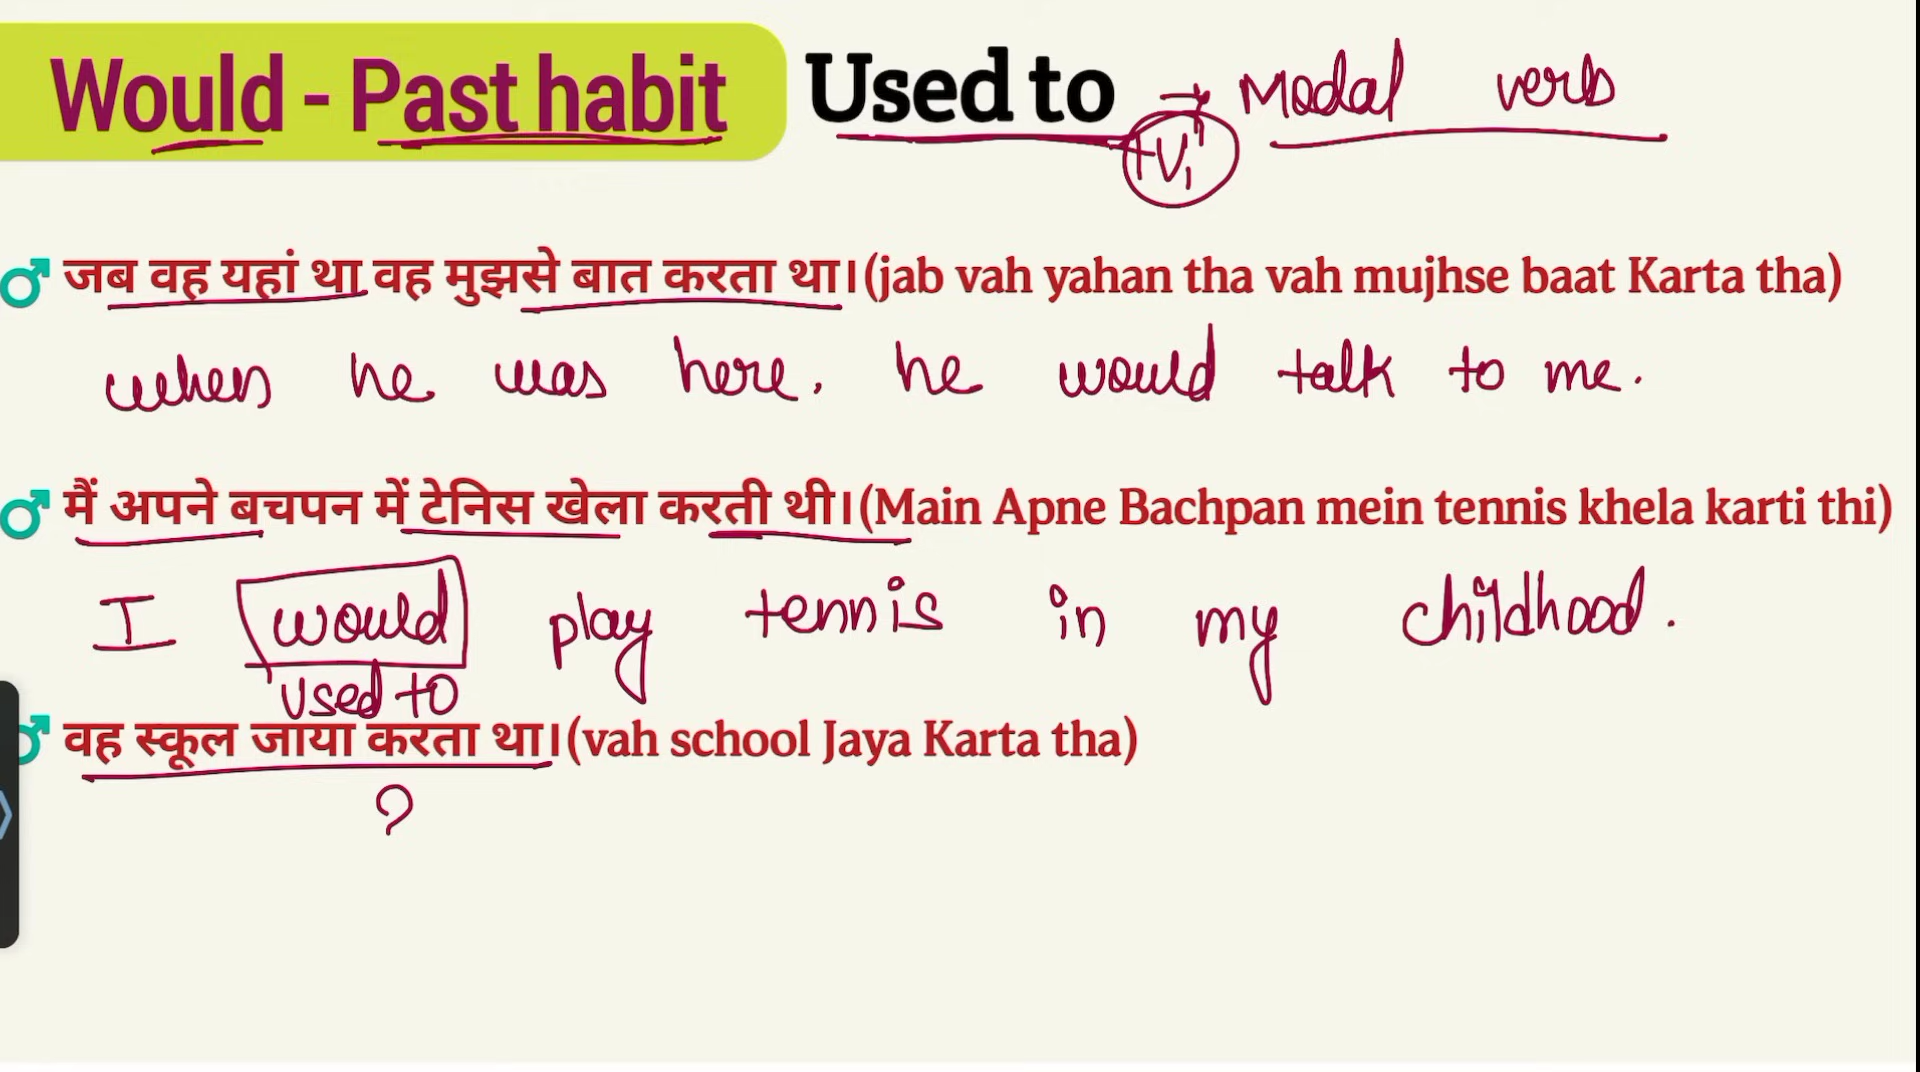 Would - Past habit Used to → Modal verb
+V1
जब वह यहां था वह मुझसे बात करता था।(jab vah yahan tha vah mujhse baat Karta tha)
when he was here, he would talk to me.
मैं अपने बचपन में टेनिस खेला करती थी।(Main Apne Bachpan mein tennis khela karti thi)
I would play tennis in my childhood.
used to
वह स्कूल जाया करता था।(vah school Jaya Karta tha)
?